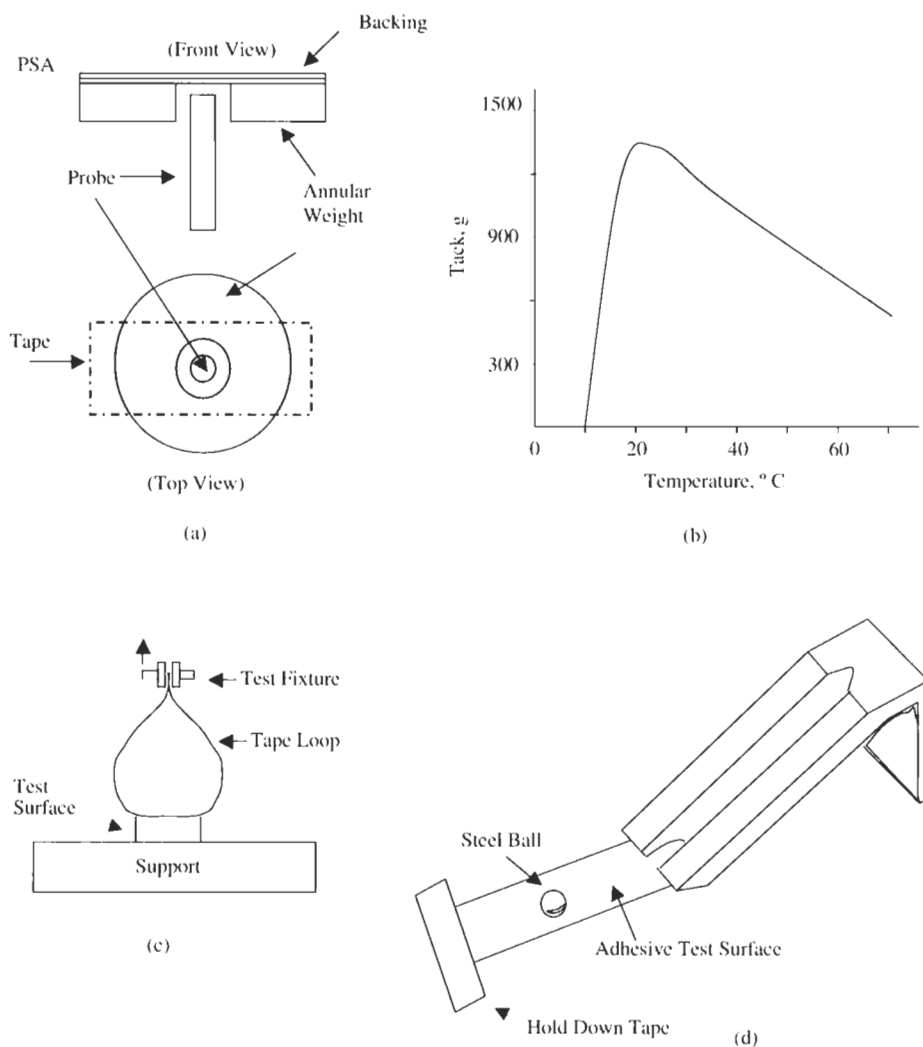 (Front View)
Backing
PSA
Probe
Annular
Weight
Tape
(Top View)
(a)
1500
900
300
Tack, g
0
20
40
60
Temperature, º C
(b)
Test Fixture
Tape Loop
Test
Surface
Support
(c)
Steel Ball
Adhesive Test Surface
Hold Down Tape
(d)